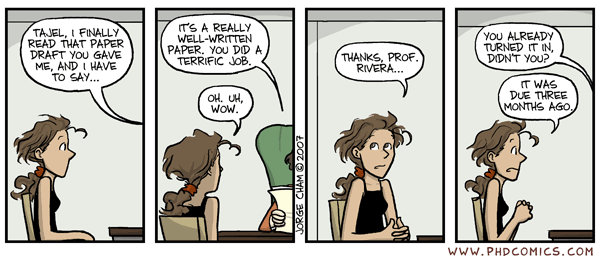 TAJEL, I FINALLY
READ THAT PAPER
DRAFT YOU GAVE
ME, AND I HAVE
TO SAY...
IT'S A REALLY
WELL-WRITTEN
PAPER. YOU DID A
TERRIFIC JOB.
OH. UH,
WOW.
JORGE CHAM © 2007
THANKS, PROF.
RIVERA...
YOU ALREADY
TURNED IT IN,
DIDN'T YOU?
IT WAS
DUE THREE
MONTHS AGO.
WWW.PHDCOMICS.COM